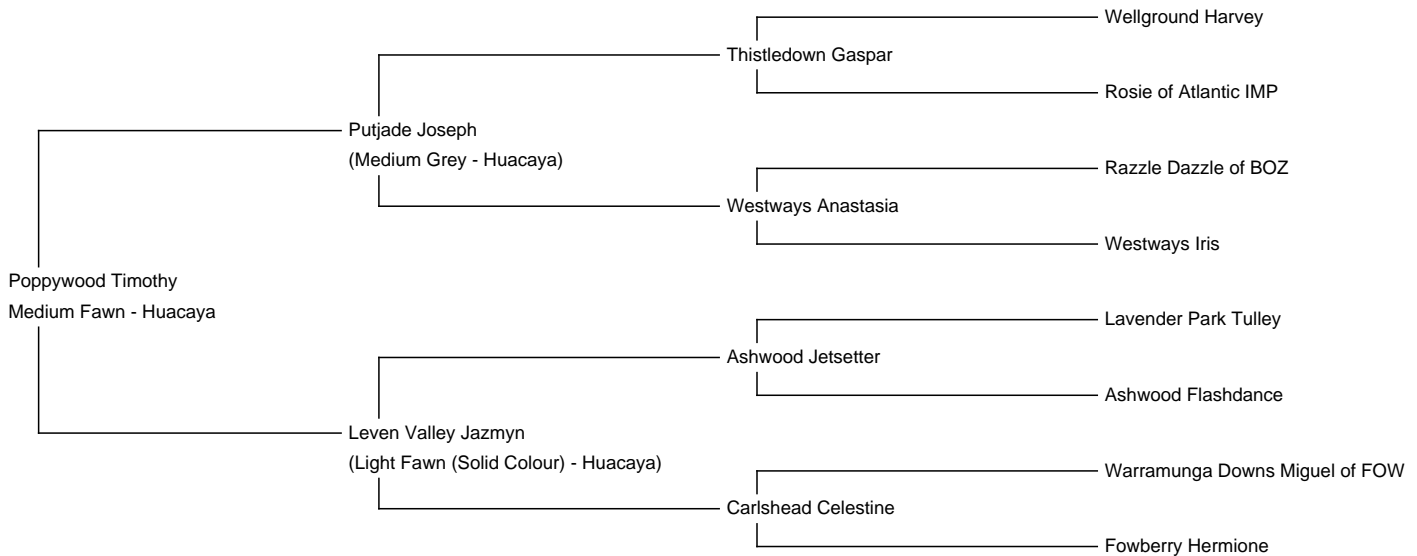 Wellground Harvey
Thistledown Gaspar
Rosie of Atlantic IMP
Putjade Joseph
(Medium Grey - Huacaya)
Razzle Dazzle of BOZ
Westways Anastasia
Westways Iris
Poppywood Timothy
Medium Fawn - Huacaya
Lavender Park Tulley
Ashwood Jetsetter
Ashwood Flashdance
Leven Valley Jazmyn
(Light Fawn (Solid Colour) - Huacaya)
Warramunga Downs Miguel of FOW
Carlshead Celestine
Fowberry Hermione